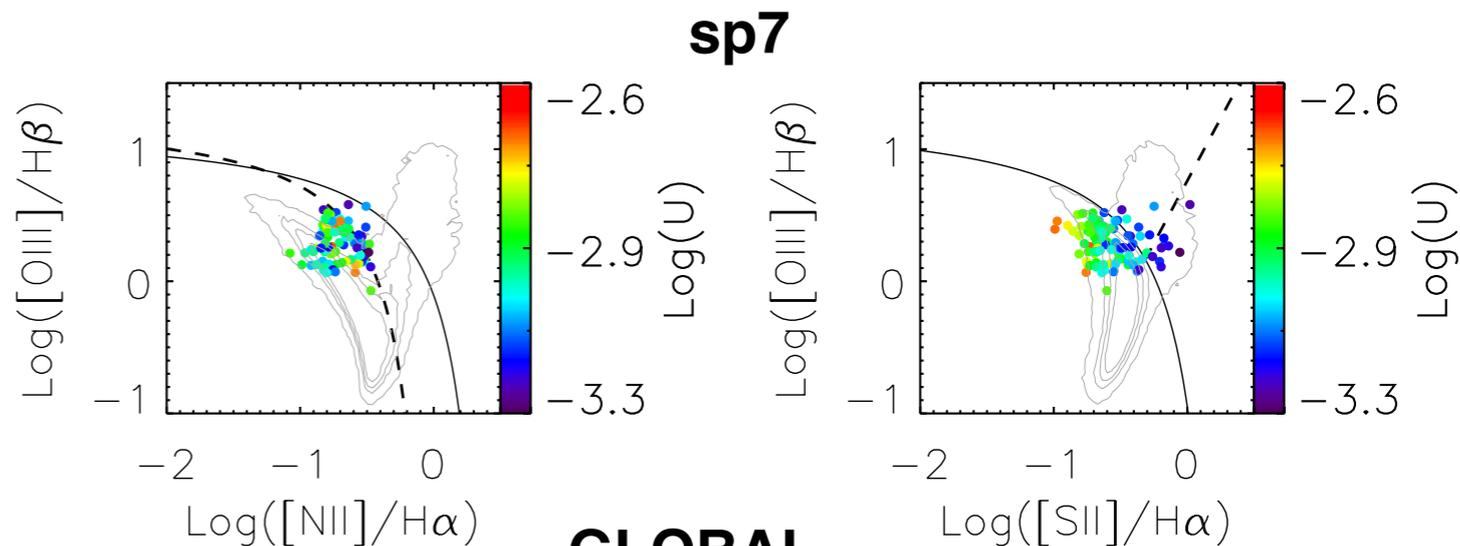 sp7
Log([OIII]/Hβ)
1
0
−1
−2 −1 0
Log([NII]/Hα)
−2.6
−2.9
−3.3
Log(U)
Log([OIII]/Hβ)
1
0
−1
−2 −1 0
Log([SII]/Hα)
−2.6
−2.9
−3.3
Log(U)
GLOBAL